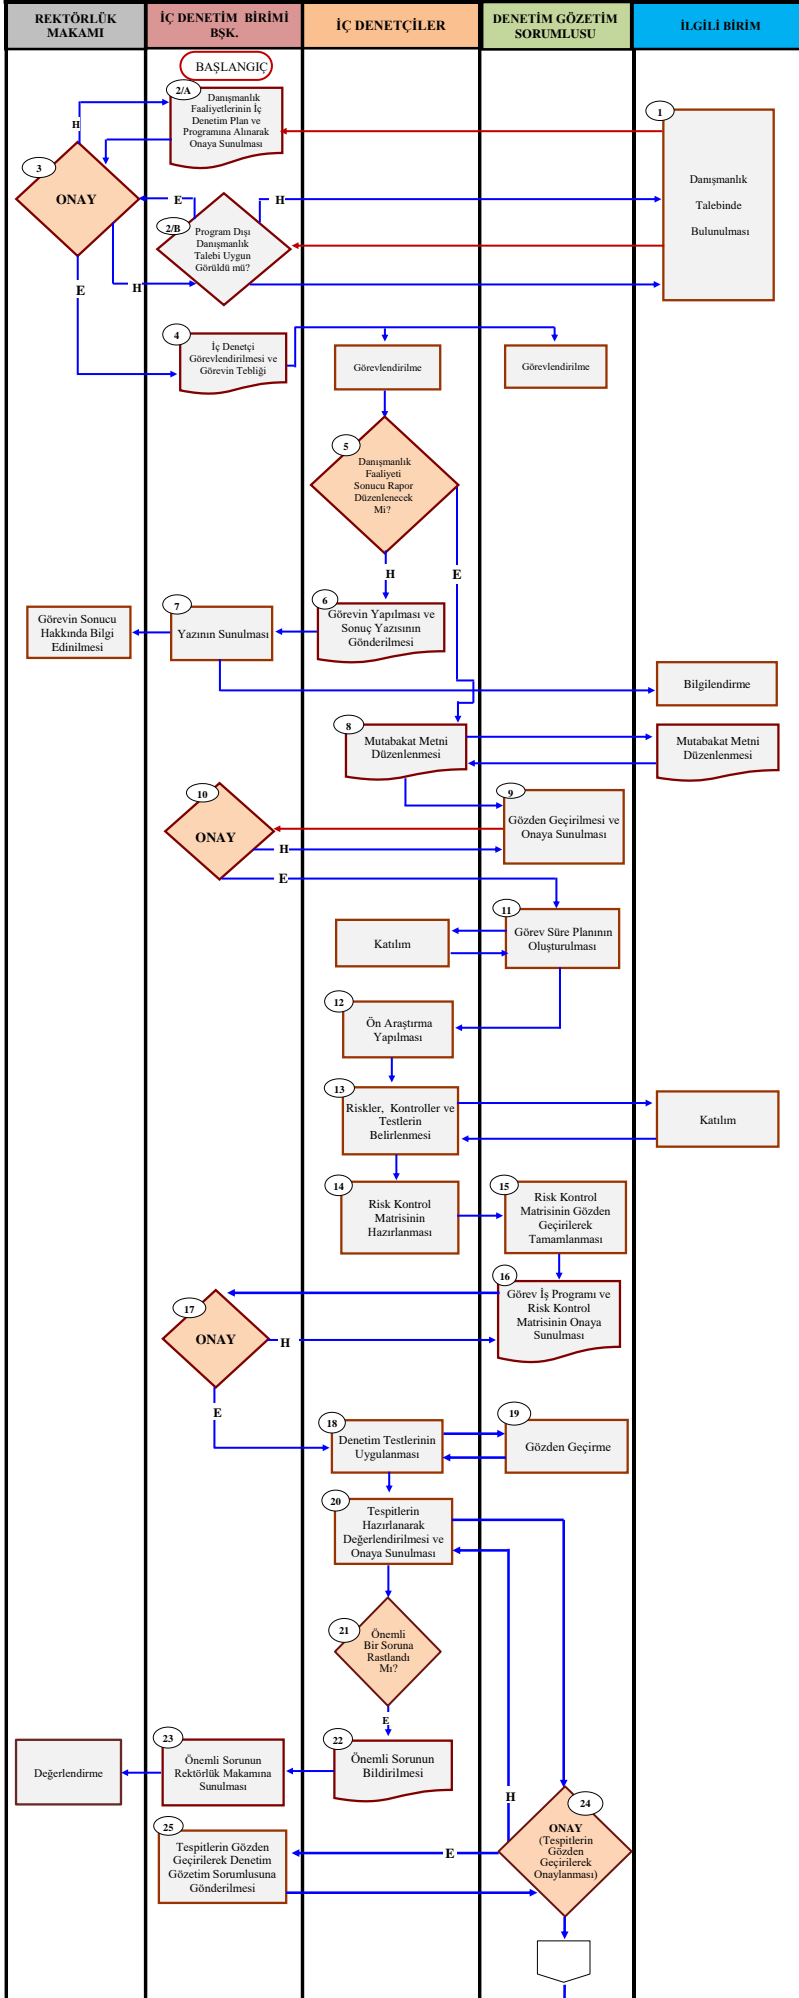 REKTÖRLÜK
MAKAMI
İÇ DENETİM BİRİMİ
BŞK.
İÇ DENETÇİLER
DENETİM GÖZETİM
SORUMLUSU
İLGİLİ BİRİM
BAŞLANGIÇ
2/A
Danışmanlık
Faaliyetlerinin İç
Denetim Plan ve
Programına Alınarak
Onaya Sunulması
1
Danışmanlık
Talebinde
Bulunulması
H
3
ONAY
E
H
2/B
Program Dışı
Danışmanlık
Talebi Uygun
Görüldü mü?
E
H
4
İç Denetçi
Görevlendirilmesi ve
Görevin Tebliği
Görevlendirilme
Görevlendirilme
5
Danışmanlık
Faaliyeti
Sonucu Rapor
Düzenlenecek
Mi?
H
E
6
Görevin Yapılması ve
Sonuç Yazısının
Gönderilmesi
7
Yazının Sunulması
Görevin Sonucu
Hakkında Bilgi
Edinilmesi
Bilgilendirme
8
Mutabakat Metni
Düzenlenmesi
Mutabakat Metni
Düzenlenmesi
9
Gözden Geçirilmesi ve
Onaya Sunulması
10
ONAY
H
E
11
Görev Süre Planının
Oluşturulması
Katılım
12
Ön Araştırma
Yapılması
13
Riskler, Kontroller ve
Testlerin
Belirlenmesi
Katılım
14
Risk Kontrol
Matrisinin
Hazırlanması
15
Risk Kontrol
Matrisinin Gözden
Geçirilerek
Tamamlanması
16
Görev İş Programı ve
Risk Kontrol
Matrisinin Onaya
Sunulması
17
ONAY
H
E
18
Denetim Testlerinin
Uygulanması
19
Gözden Geçirme
20
Tespitlerin
Hazırlanarak
Değerlendirilmesi ve
Onaya Sunulması
21
Önemli
Bir Soruna
Rastlandı
Mı?
E
22
Önemli Sorunun
Bildirilmesi
23
Önemli Sorunun
Rektörlük Makamına
Sunulması
Değerlendirme
H
24
ONAY
(Tespitlerin
Gözden
Geçirilerek
Onaylanması)
E
25
Tespitlerin Gözden
Geçirilerek Denetim
Gözetim Sorumlusuna
Gönderilmesi